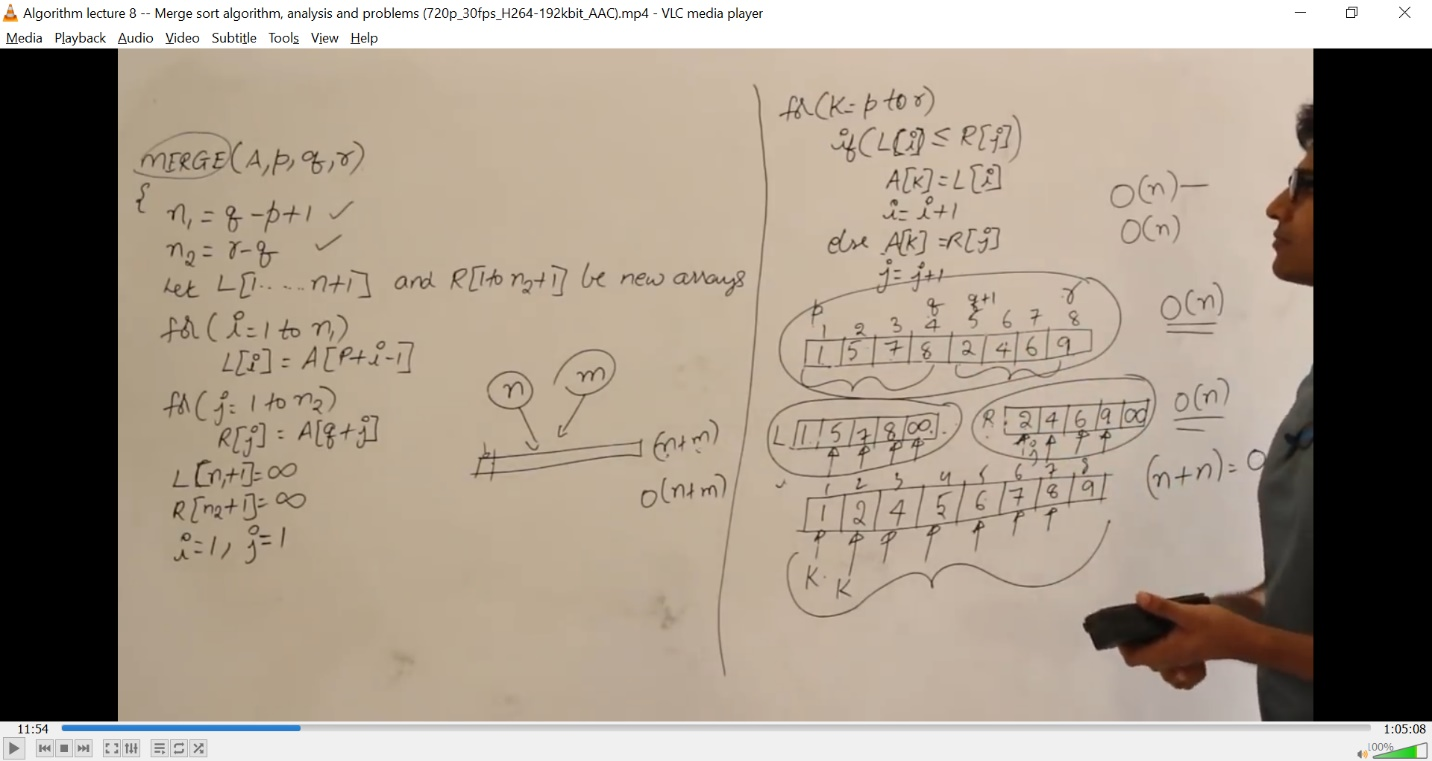 Algorithm lecture 8 -- Merge sort algorithm, analysis and problems (720p_30fps_H264-192kbit_AAC).mp4 - VLC media player
Media Playback Audio Video Subtitle Tools View Help
MERGE(A,p,q,r)
{
n₁ = q-p+1 ✓
n₂ = r-q ✓
Let L[1.....n+1] and R[1 to n₂+1] be new arrays
for(i=1 to n₁)
L[i] = A[P+i-1]
for(j=1 to n₂)
R[j] = A[q+j]
L[n₁+1]=∞
R[n₂+1]=∞
i=1, j=1
n m
(n+m)
O(n+m)
for(K=p to r)
if(L[i] ≤ R[j])
A[K]=L[i]
i=i+1
else A[K]=R[j]
j=j+1
O(n)—
O(n)
p q q+1 r
1 2 3 4 5 6 7 8
1 5 7 8 2 4 6 9
O(n)
L 1 5 7 8 ∞
R 2 4 6 9 ∞
O(n)
1 2 3 4 5 6 7 8
1 2 4 5 6 7 8 9
K K
(n+n)=O
11:54
1:05:08
100%